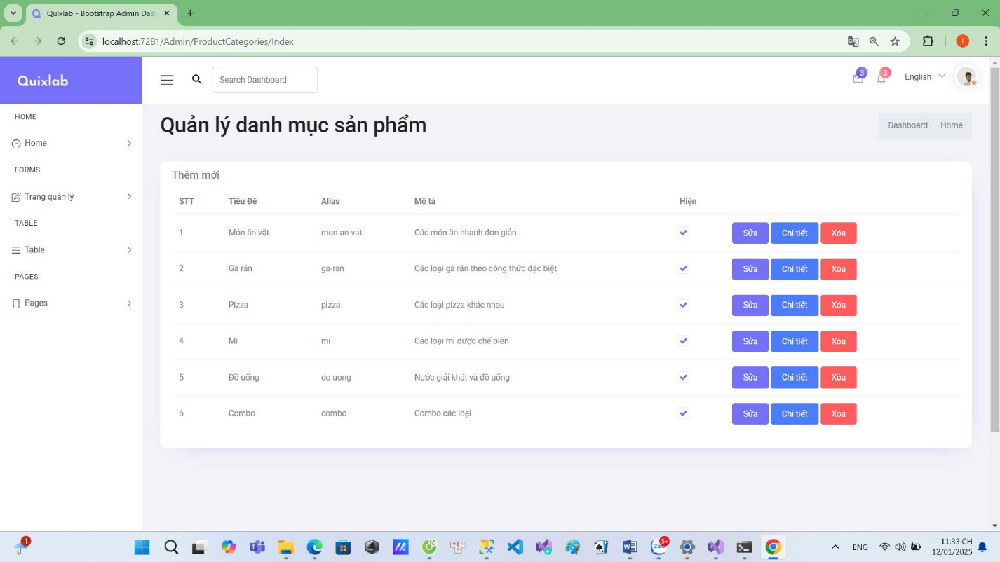 Quixlab - Bootstrap Admin Das
localhost:7281/Admin/ProductCategories/Index
T
Quixlab
Search Dashboard
3
3
English
HOME
Home
FORMS
Trang quản lý
TABLE
Table
PAGES
Pages
Quản lý danh mục sản phẩm
Dashboard Home
Thêm mới
STT Tiêu Đề Alias Mô tả Hiện
1 Món ăn vặt mon-an-vat Các món ăn nhanh đơn giản Sửa Chi tiết Xóa
2 Gà rán ga-ran Các loại gà rán theo công thức đặc biệt Sửa Chi tiết Xóa
3 Pizza pizza Các loại pizza khác nhau Sửa Chi tiết Xóa
4 Mì mi Các loại mì được chế biến Sửa Chi tiết Xóa
5 Đồ uống do-uong Nước giải khát và đồ uống Sửa Chi tiết Xóa
6 Combo combo Combo các loại Sửa Chi tiết Xóa
1
Zalo
5+
ENG
11:33 CH
12/01/2025